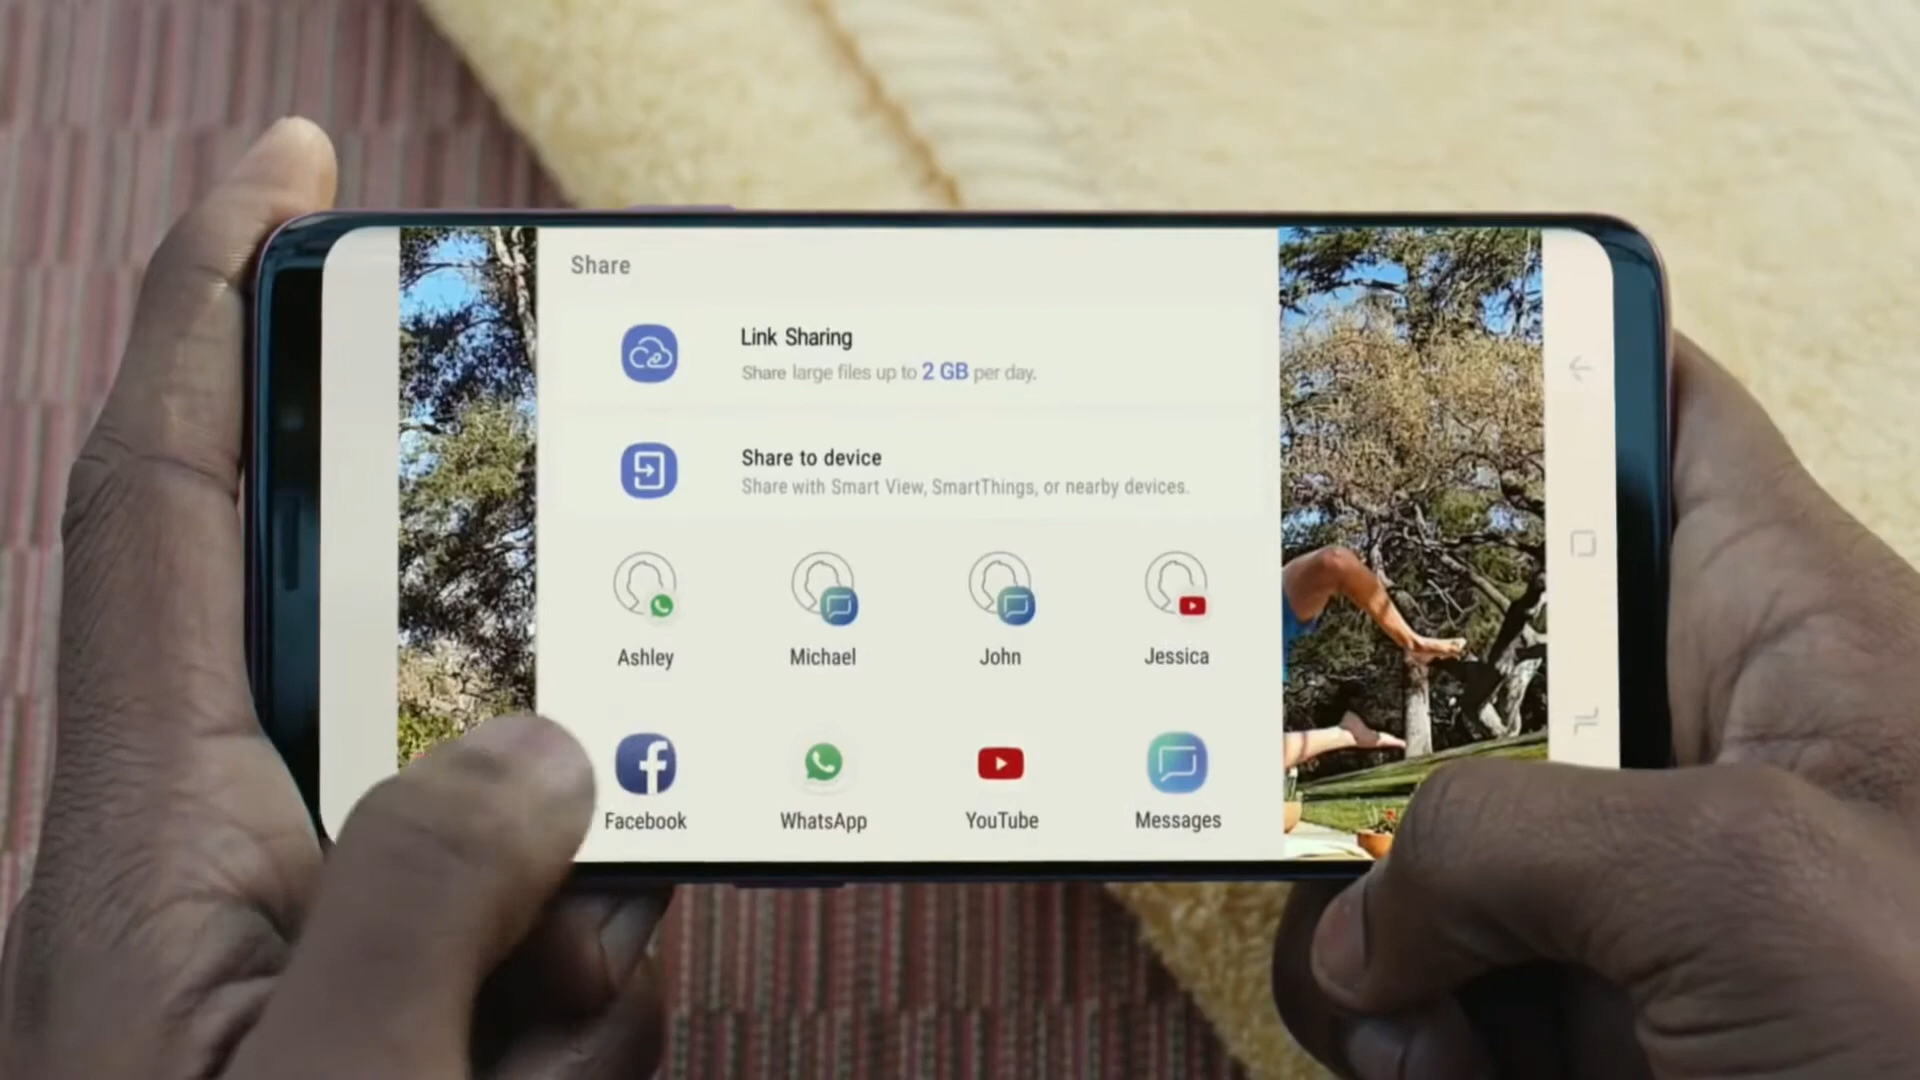 Share
Link Sharing
Share large files up to 2 GB per day.
Share to device
Share with Smart View, SmartThings, or nearby devices.
Ashley Michael John Jessica
Facebook WhatsApp YouTube Messages